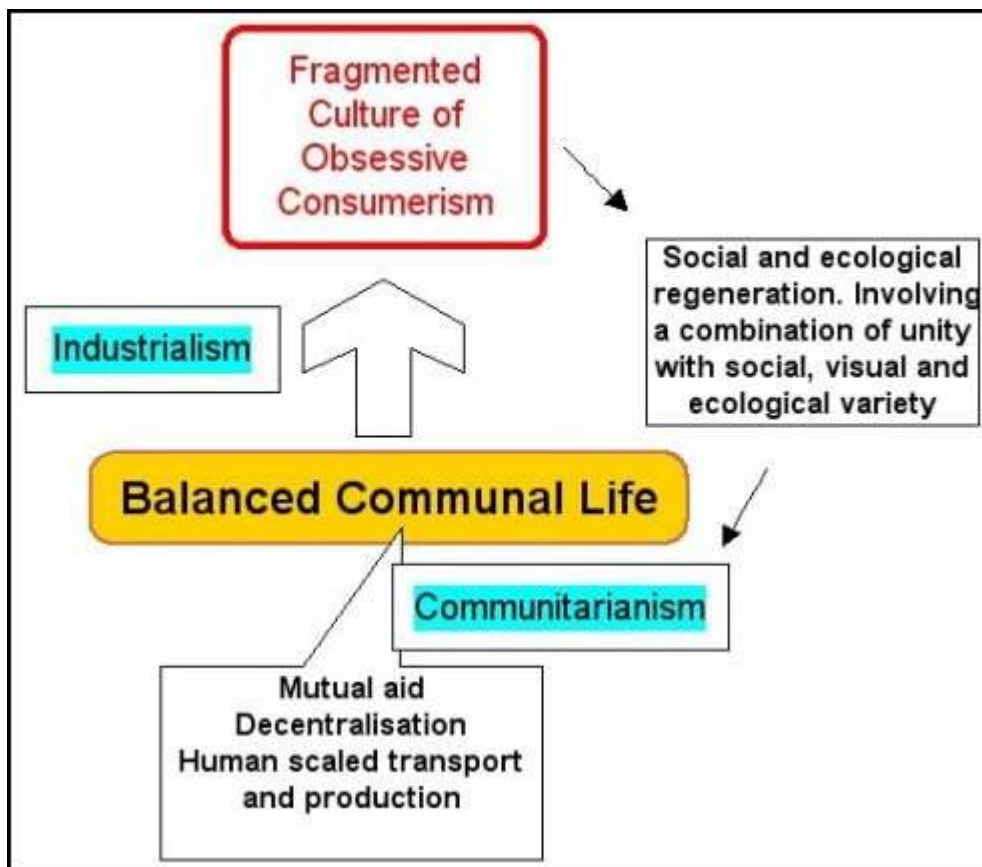 Fragmented
Culture of
Obsessive
Consumerism
Social and ecological
regeneration. Involving
a combination of unity
with social, visual and
ecological variety
Industrialism
Balanced Communal Life
Communitarianism
Mutual aid
Decentralisation
Human scaled transport
and production